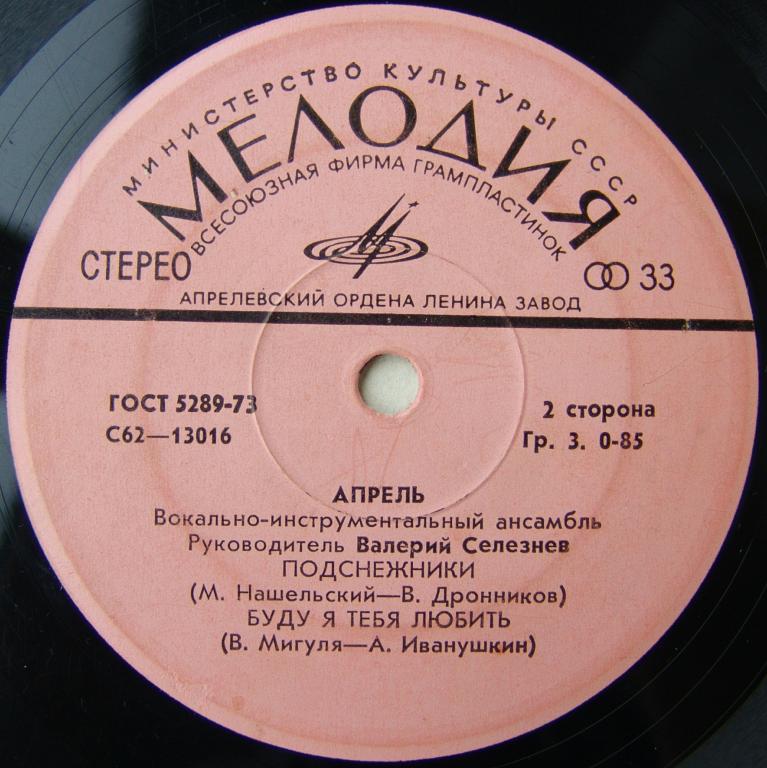 МИНИСТЕРСТВО КУЛЬТУРЫ СССР
МЕЛОДИЯ
ВСЕСОЮЗНАЯ ФИРМА ГРАМПЛАСТИНОК
СТЕРЕО
33
АПРЕЛЕВСКИЙ ОРДЕНА ЛЕНИНА ЗАВОД
ГОСТ 5289-73
2 сторона
С62—13016
Гр. 3. 0-85
АПРЕЛЬ
Вокально-инструментальный ансамбль
Руководитель Валерий Селезнев
ПОДСНЕЖНИКИ
(М. Нашельский—В. Дронников)
БУДУ Я ТЕБЯ ЛЮБИТЬ
(В. Мигуля—А. Иванушкин)